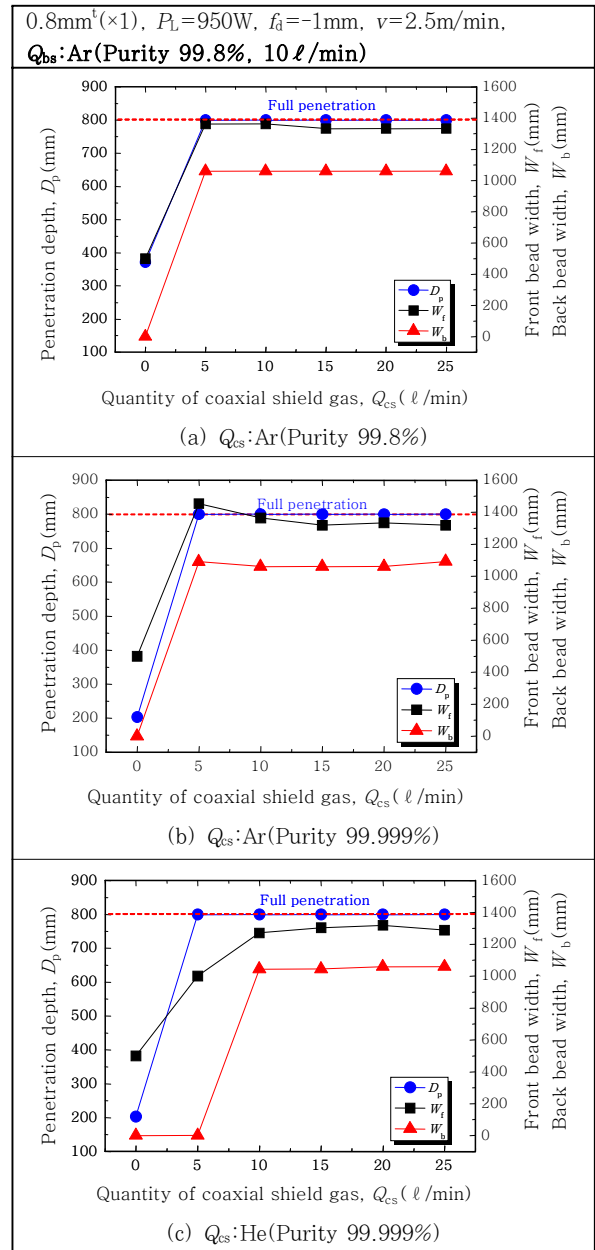 0.8mmᵗ(×1), P_L=950W, f_d=-1mm, v=2.5m/min,
Q_bs:Ar(Purity 99.8%, 10ℓ/min)
Full penetration
900
800
700
600
500
400
300
200
100
Penetration depth, D_p(mm)
1600
1400
1200
1000
800
600
400
200
0
Front bead width, W_f(mm)
Back bead width, W_b(mm)
D_p
W_f
W_b
0 5 10 15 20 25
Quantity of coaxial shield gas, Q_cs(ℓ/min)
(a) Q_cs:Ar(Purity 99.8%)
Full penetration
900
800
700
600
500
400
300
200
100
Penetration depth, D_p(mm)
1600
1400
1200
1000
800
600
400
200
0
Front bead width, W_f(mm)
Back bead width, W_b(mm)
D_p
W_f
W_b
0 5 10 15 20 25
Quantity of coaxial shield gas, Q_cs(ℓ/min)
(b) Q_cs:Ar(Purity 99.999%)
Full penetration
900
800
700
600
500
400
300
200
100
Penetration depth, D_p(mm)
1600
1400
1200
1000
800
600
400
200
0
Front bead width, W_f(mm)
Back bead width, W_b(mm)
D_p
W_f
W_b
0 5 10 15 20 25
Quantity of coaxial shield gas, Q_cs(ℓ/min)
(c) Q_cs:He(Purity 99.999%)